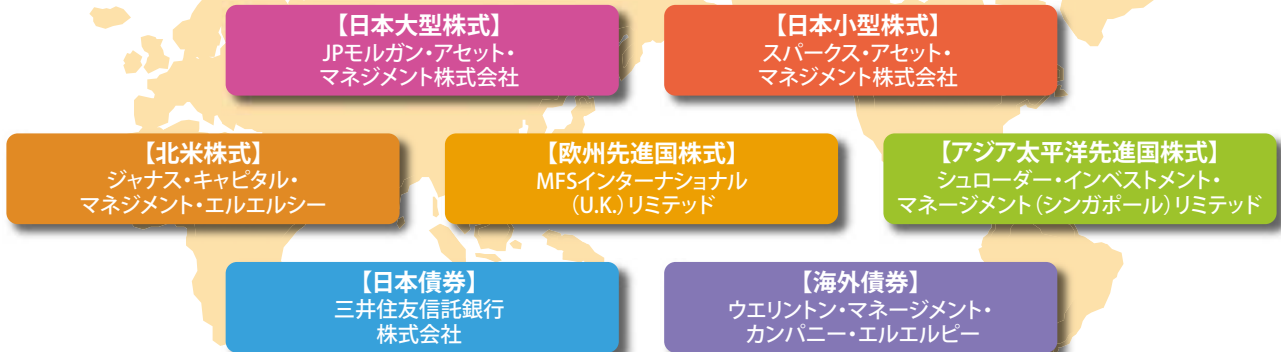 【日本大型株式】
JPモルガン・アセット・
マネジメント株式会社
【日本小型株式】
スパークス・アセット・
マネジメント株式会社
【北米株式】
ジャナス・キャピタル・
マネジメント・エルエルシー
【欧州先進国株式】
MFSインターナショナル
（U.K.）リミテッド
【アジア太平洋先進国株式】
シュローダー・インベストメント・
マネージメント（シンガポール）リミテッド
【日本債券】
三井住友信託銀行
株式会社
【海外債券】
ウエリントン・マネージメント・
カンパニー・エルエルピー